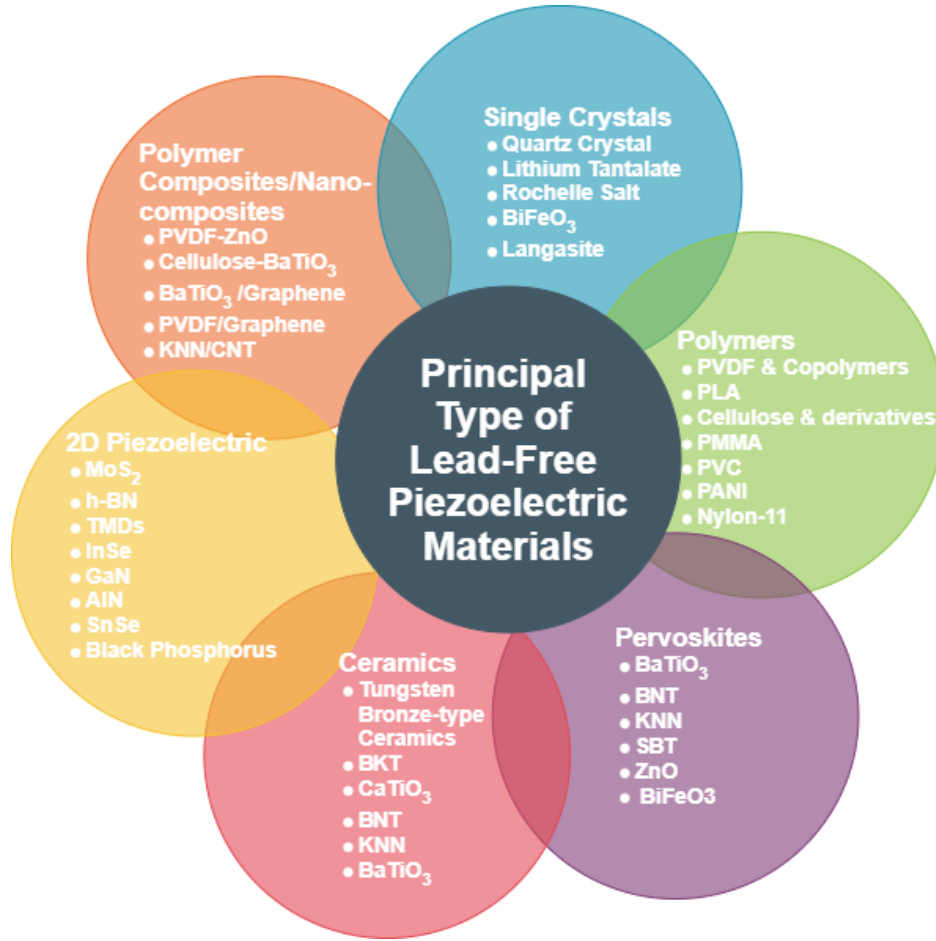 Single Crystals
• Quartz Crystal
• Lithium Tantalate
• Rochelle Salt
• BiFeO₃
• Langasite
Polymers
• PVDF & Copolymers
• PLA
• Cellulose & derivatives
• PMMA
• PVC
• PANI
• Nylon-11
Pervoskites
• BaTiO₃
• BNT
• KNN
• SBT
• ZnO
• BiFeO3
Ceramics
• Tungsten
Bronze-type
Ceramics
• BKT
• CaTiO₃
• BNT
• KNN
• BaTiO₃
2D Piezoelectric
• MoS₂
• h-BN
• TMDs
• InSe
• GaN
• AlN
• SnSe
• Black Phosphorus
Polymer
Composites/Nano-
composites
• PVDF-ZnO
• Cellulose-BaTiO₃
• BaTiO₃ /Graphene
• PVDF/Graphene
• KNN/CNT
Principal
Type of
Lead-Free
Piezoelectric
Materials